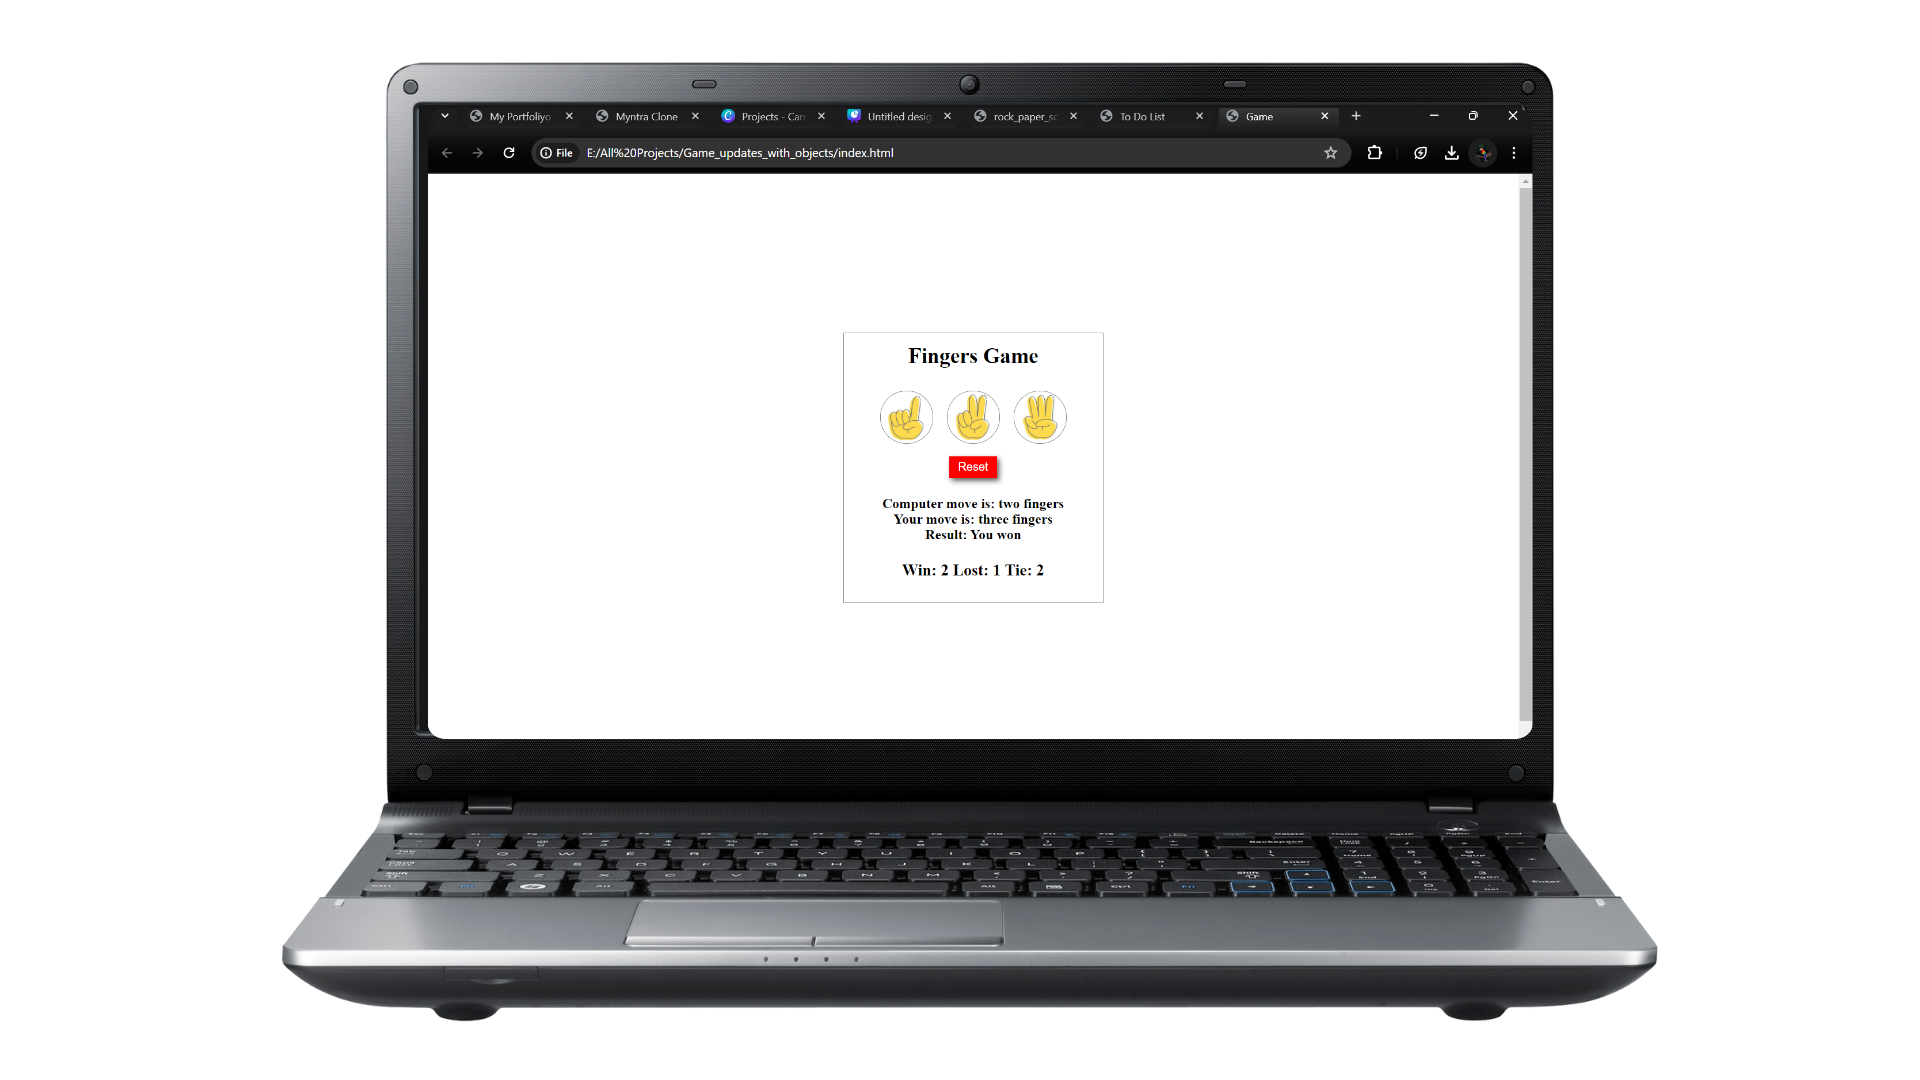 My Portfoliyo
Myntra Clone
Projects - Can
Untitled desig
rock_paper_sc
To Do List
Game
File
E:/All%20Projects/Game_updates_with_objects/index.html
Fingers Game
Reset
Computer move is: two fingers
Your move is: three fingers
Result: You won
Win: 2 Lost: 1 Tie: 2